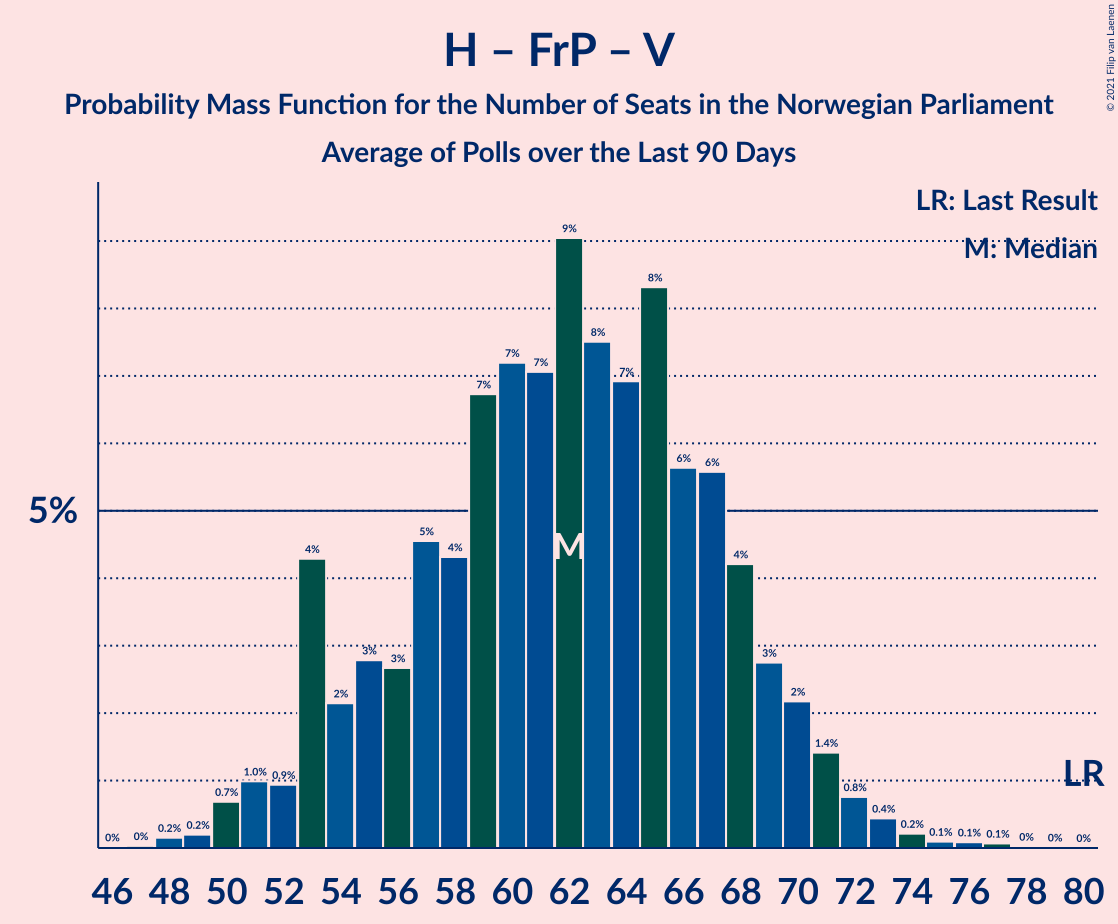 H – FrP – V
Probability Mass Function for the Number of Seats in the Norwegian Parliament
Average of Polls over the Last 90 Days
© 2021 Filip van Laenen
LR: Last Result
M: Median
5%
0% 0% 0.2% 0.2% 0.7% 1.0% 0.9% 4% 2% 3% 3% 5% 4% 7% 7% 7% 9% 8% 7% 8% 6% 6% 4% 3% 2% 1.4% 0.8% 0.4% 0.2% 0.1% 0.1% 0.1% 0% 0% 0%
M
LR
46 48 50 52 54 56 58 60 62 64 66 68 70 72 74 76 78 80